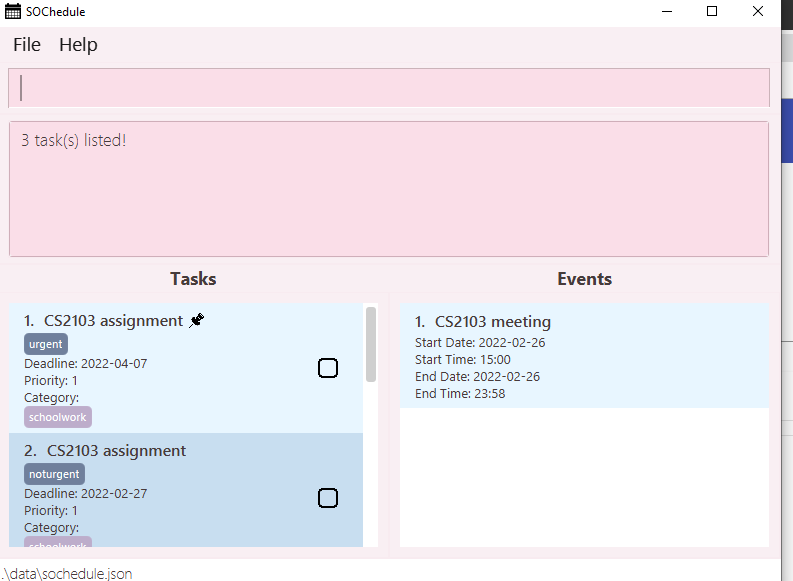 SOChedule
File Help
3 task(s) listed!
Tasks
1. CS2103 assignment
urgent
Deadline: 2022-04-07
Priority: 1
Category:
schoolwork
2. CS2103 assignment
noturgent
Deadline: 2022-02-27
Priority: 1
Category:
schoolwork
Events
1. CS2103 meeting
Start Date: 2022-02-26
Start Time: 15:00
End Date: 2022-02-26
End Time: 23:58
.\data\sochedule.json